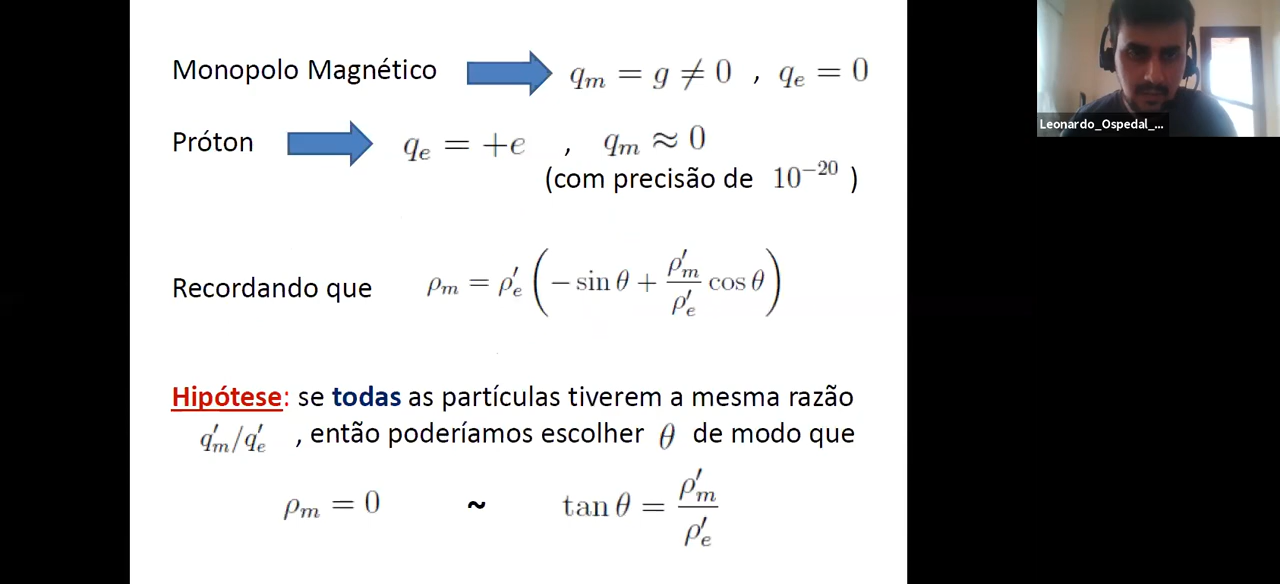 Monopolo Magnético q_m = g ≠ 0 , q_e = 0
Próton q_e = +e , q_m ≈ 0
(com precisão de 10^{-20} )
Recordando que ρ_m = ρ'_e ( − sin θ + ρ'_m / ρ'_e cos θ )
Hipótese: se todas as partículas tiverem a mesma razão
q'_m/q'_e , então poderíamos escolher θ de modo que
ρ_m = 0 ~ tan θ = ρ'_m / ρ'_e
Leonardo_Ospedal_...